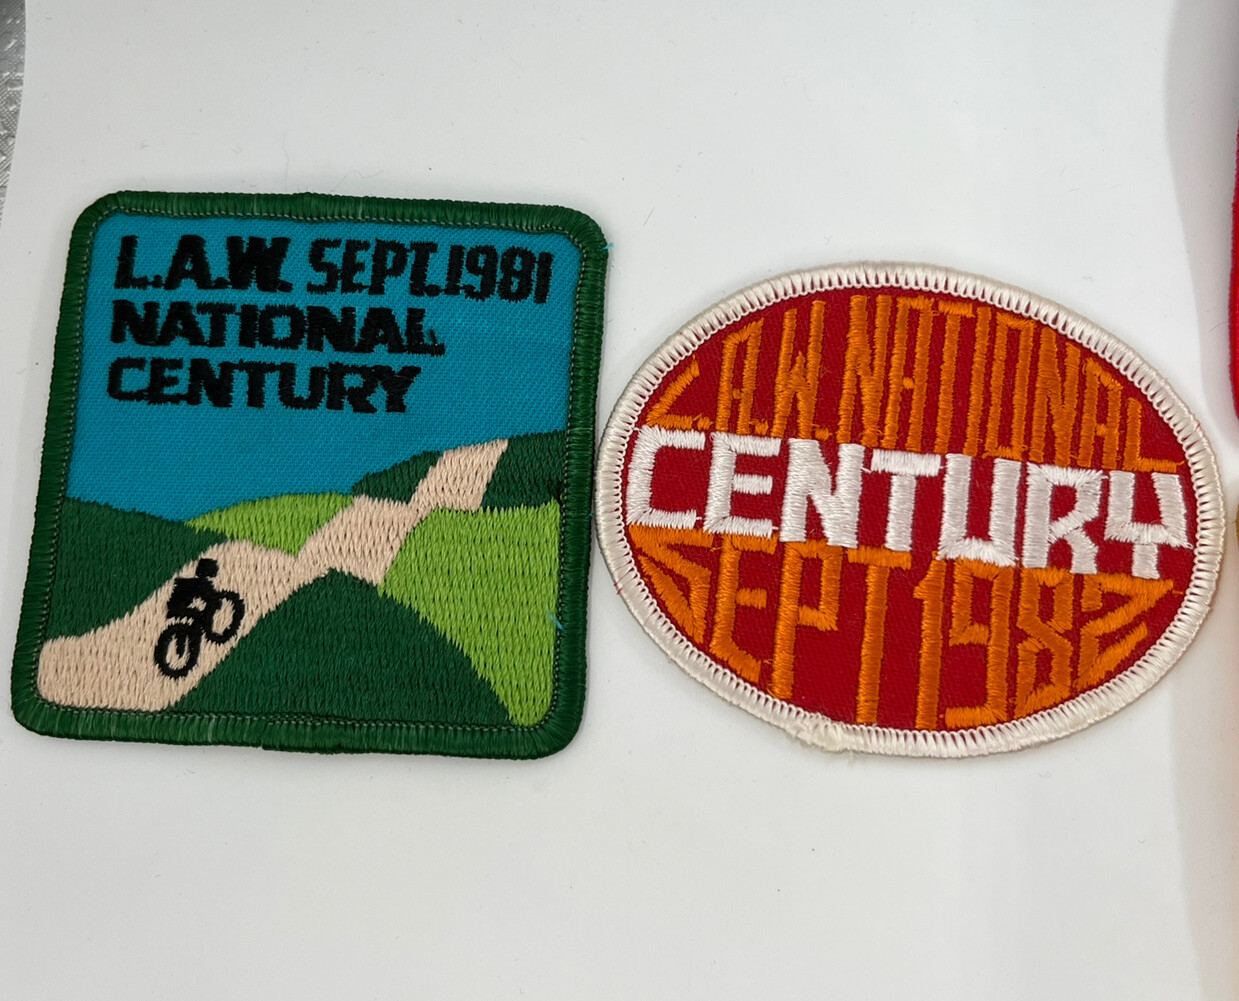 L.A.W. SEPT. 1981
NATIONAL
CENTURY
L.A.W. NATIONAL
CENTURY
SEPT 1982